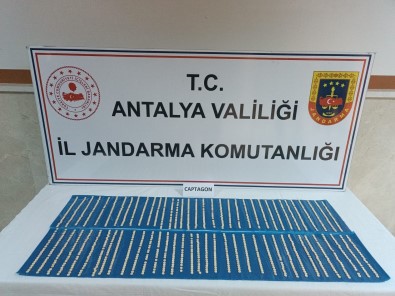 T.C.
ANTALYA VALİLİĞİ
İL JANDARMA KOMUTANLIĞI
CAPTAGON